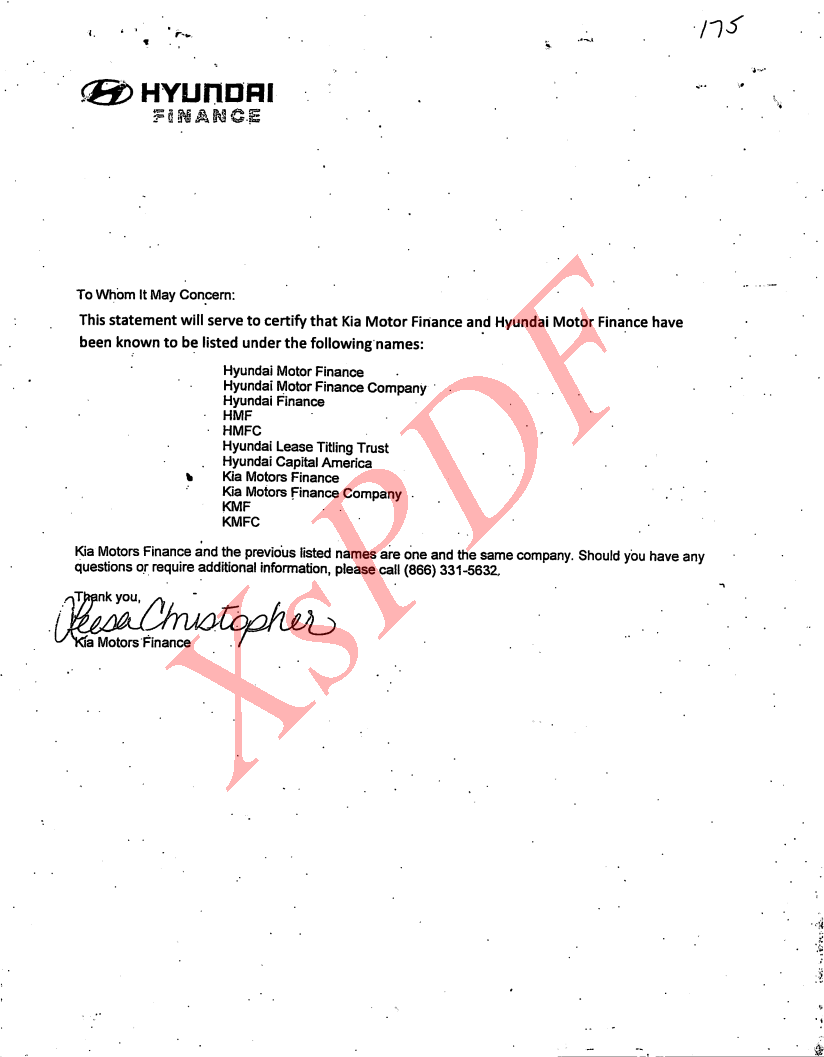 175
HYUNDAI
FINANCE
To Whom It May Concern:
This statement will serve to certify that Kia Motor Finance and Hyundai Motor Finance have
been known to be listed under the following names:
Hyundai Motor Finance
Hyundai Motor Finance Company
Hyundai Finance
HMF
HMFC
Hyundai Lease Titling Trust
Hyundai Capital America
Kia Motors Finance
Kia Motors Finance Company
KMF
KMFC
Kia Motors Finance and the previous listed names are one and the same company. Should you have any
questions or require additional information, please call (866) 331-5632.
Thank you,
Christopher
Kia Motors Finance
XsPDF